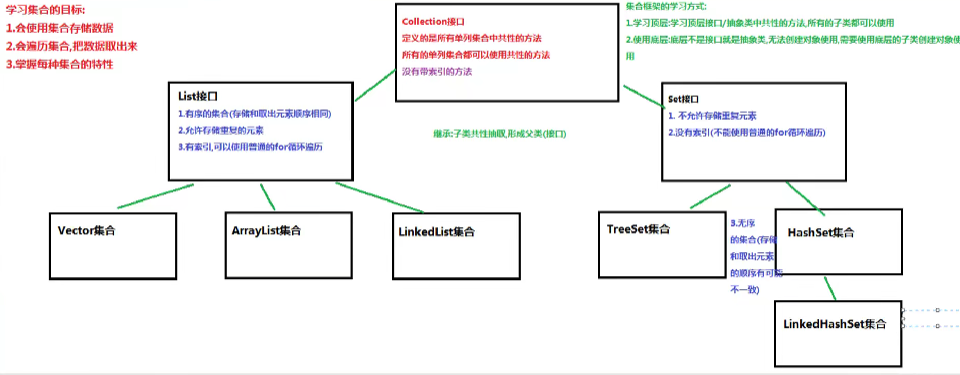 学习集合的目标:
1.会使用集合存储数据
2.会遍历集合,把数据取出来
3.掌握每种集合的特性
Collection接口
定义的是所有单列集合中共性的方法
所有的单列集合都可以使用共性的方法
没有带索引的方法
集合框架的学习方式:
1.学习顶层:学习顶层接口/抽象类中共性的方法,所有的子类都可以使用
2.使用底层:底层不是接口就是抽象类,无法创建对象使用,需要使用底层的子类创建对象使
用
List接口
1.有序的集合(存储和取出元素顺序相同)
2.允许存储重复的元素
3.有索引,可以使用普通的for循环遍历
继承:子类共性抽取,形成父类(接口)
Set接口
1. 不允许存储重复元素
2.没有索引(不能使用普通的for循环遍历)
Vector集合
ArrayList集合
LinkedList集合
TreeSet集合
3.无序
的集合(存储
和取出元素
的顺序有可能
不一致)
HashSet集合
LinkedHashSet集合